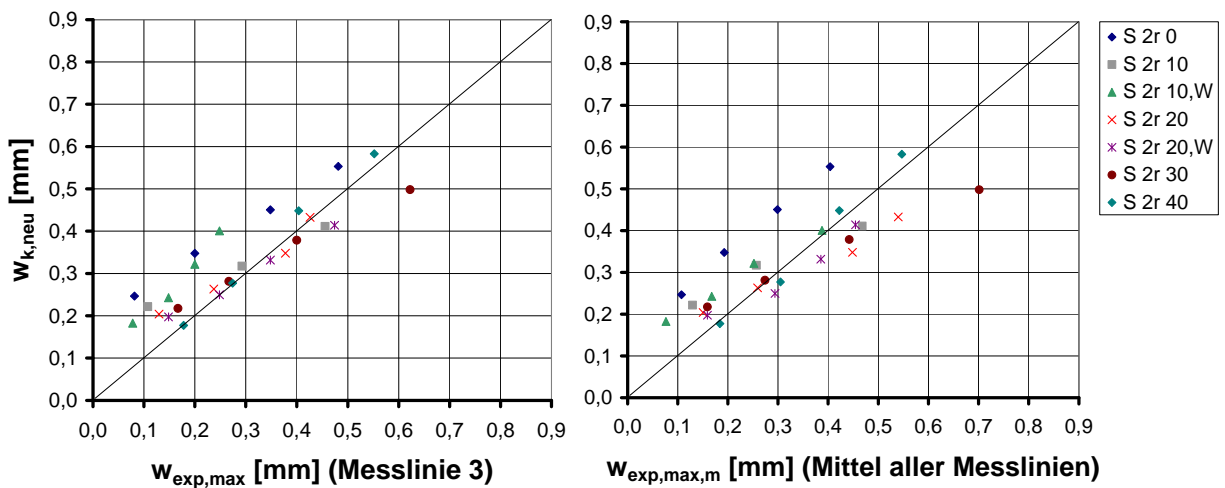 0,9
0,8
0,7
0,6
0,5
0,4
0,3
0,2
0,1
0,0
w_k,neu [mm]
0,0 0,1 0,2 0,3 0,4 0,5 0,6 0,7 0,8 0,9
w_exp,max [mm] (Messlinie 3)
0,9
0,8
0,7
0,6
0,5
0,4
0,3
0,2
0,1
0,0
0,0 0,1 0,2 0,3 0,4 0,5 0,6 0,7 0,8 0,9
w_exp,max,m [mm] (Mittel aller Messlinien)
S 2r 0
S 2r 10
S 2r 10,W
S 2r 20
S 2r 20,W
S 2r 30
S 2r 40